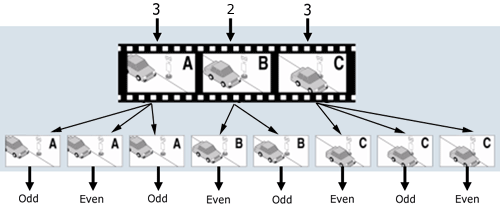 3 2 3
A B C
A A A B B C C C
Odd Even Odd Even Odd Even Odd Even